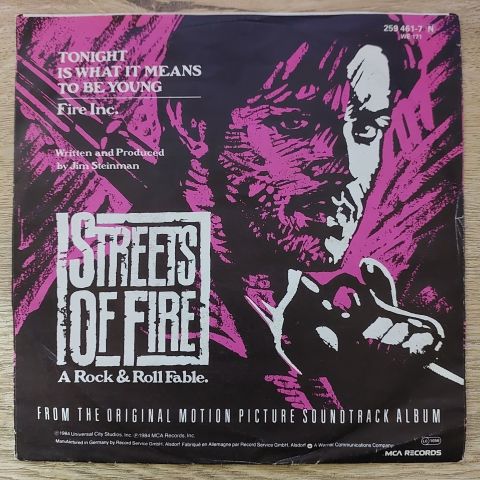 259 461-7 N
WE 171
TONIGHT
IS WHAT IT MEANS
TO BE YOUNG
Fire Inc.
Written and Produced
by Jim Steinman
STREETS
OF FIRE
A Rock & Roll Fable.
FROM THE ORIGINAL MOTION PICTURE SOUNDTRACK ALBUM
©1984 Universal City Studios, Inc. ℗1984 MCA Records, Inc.
Manufactured in Germany by Record Service GmbH, Alsdorf Fabriqué en Allemagne par Record Service GmbH, Alsdorf A Warner Communications Company
MCA RECORDS